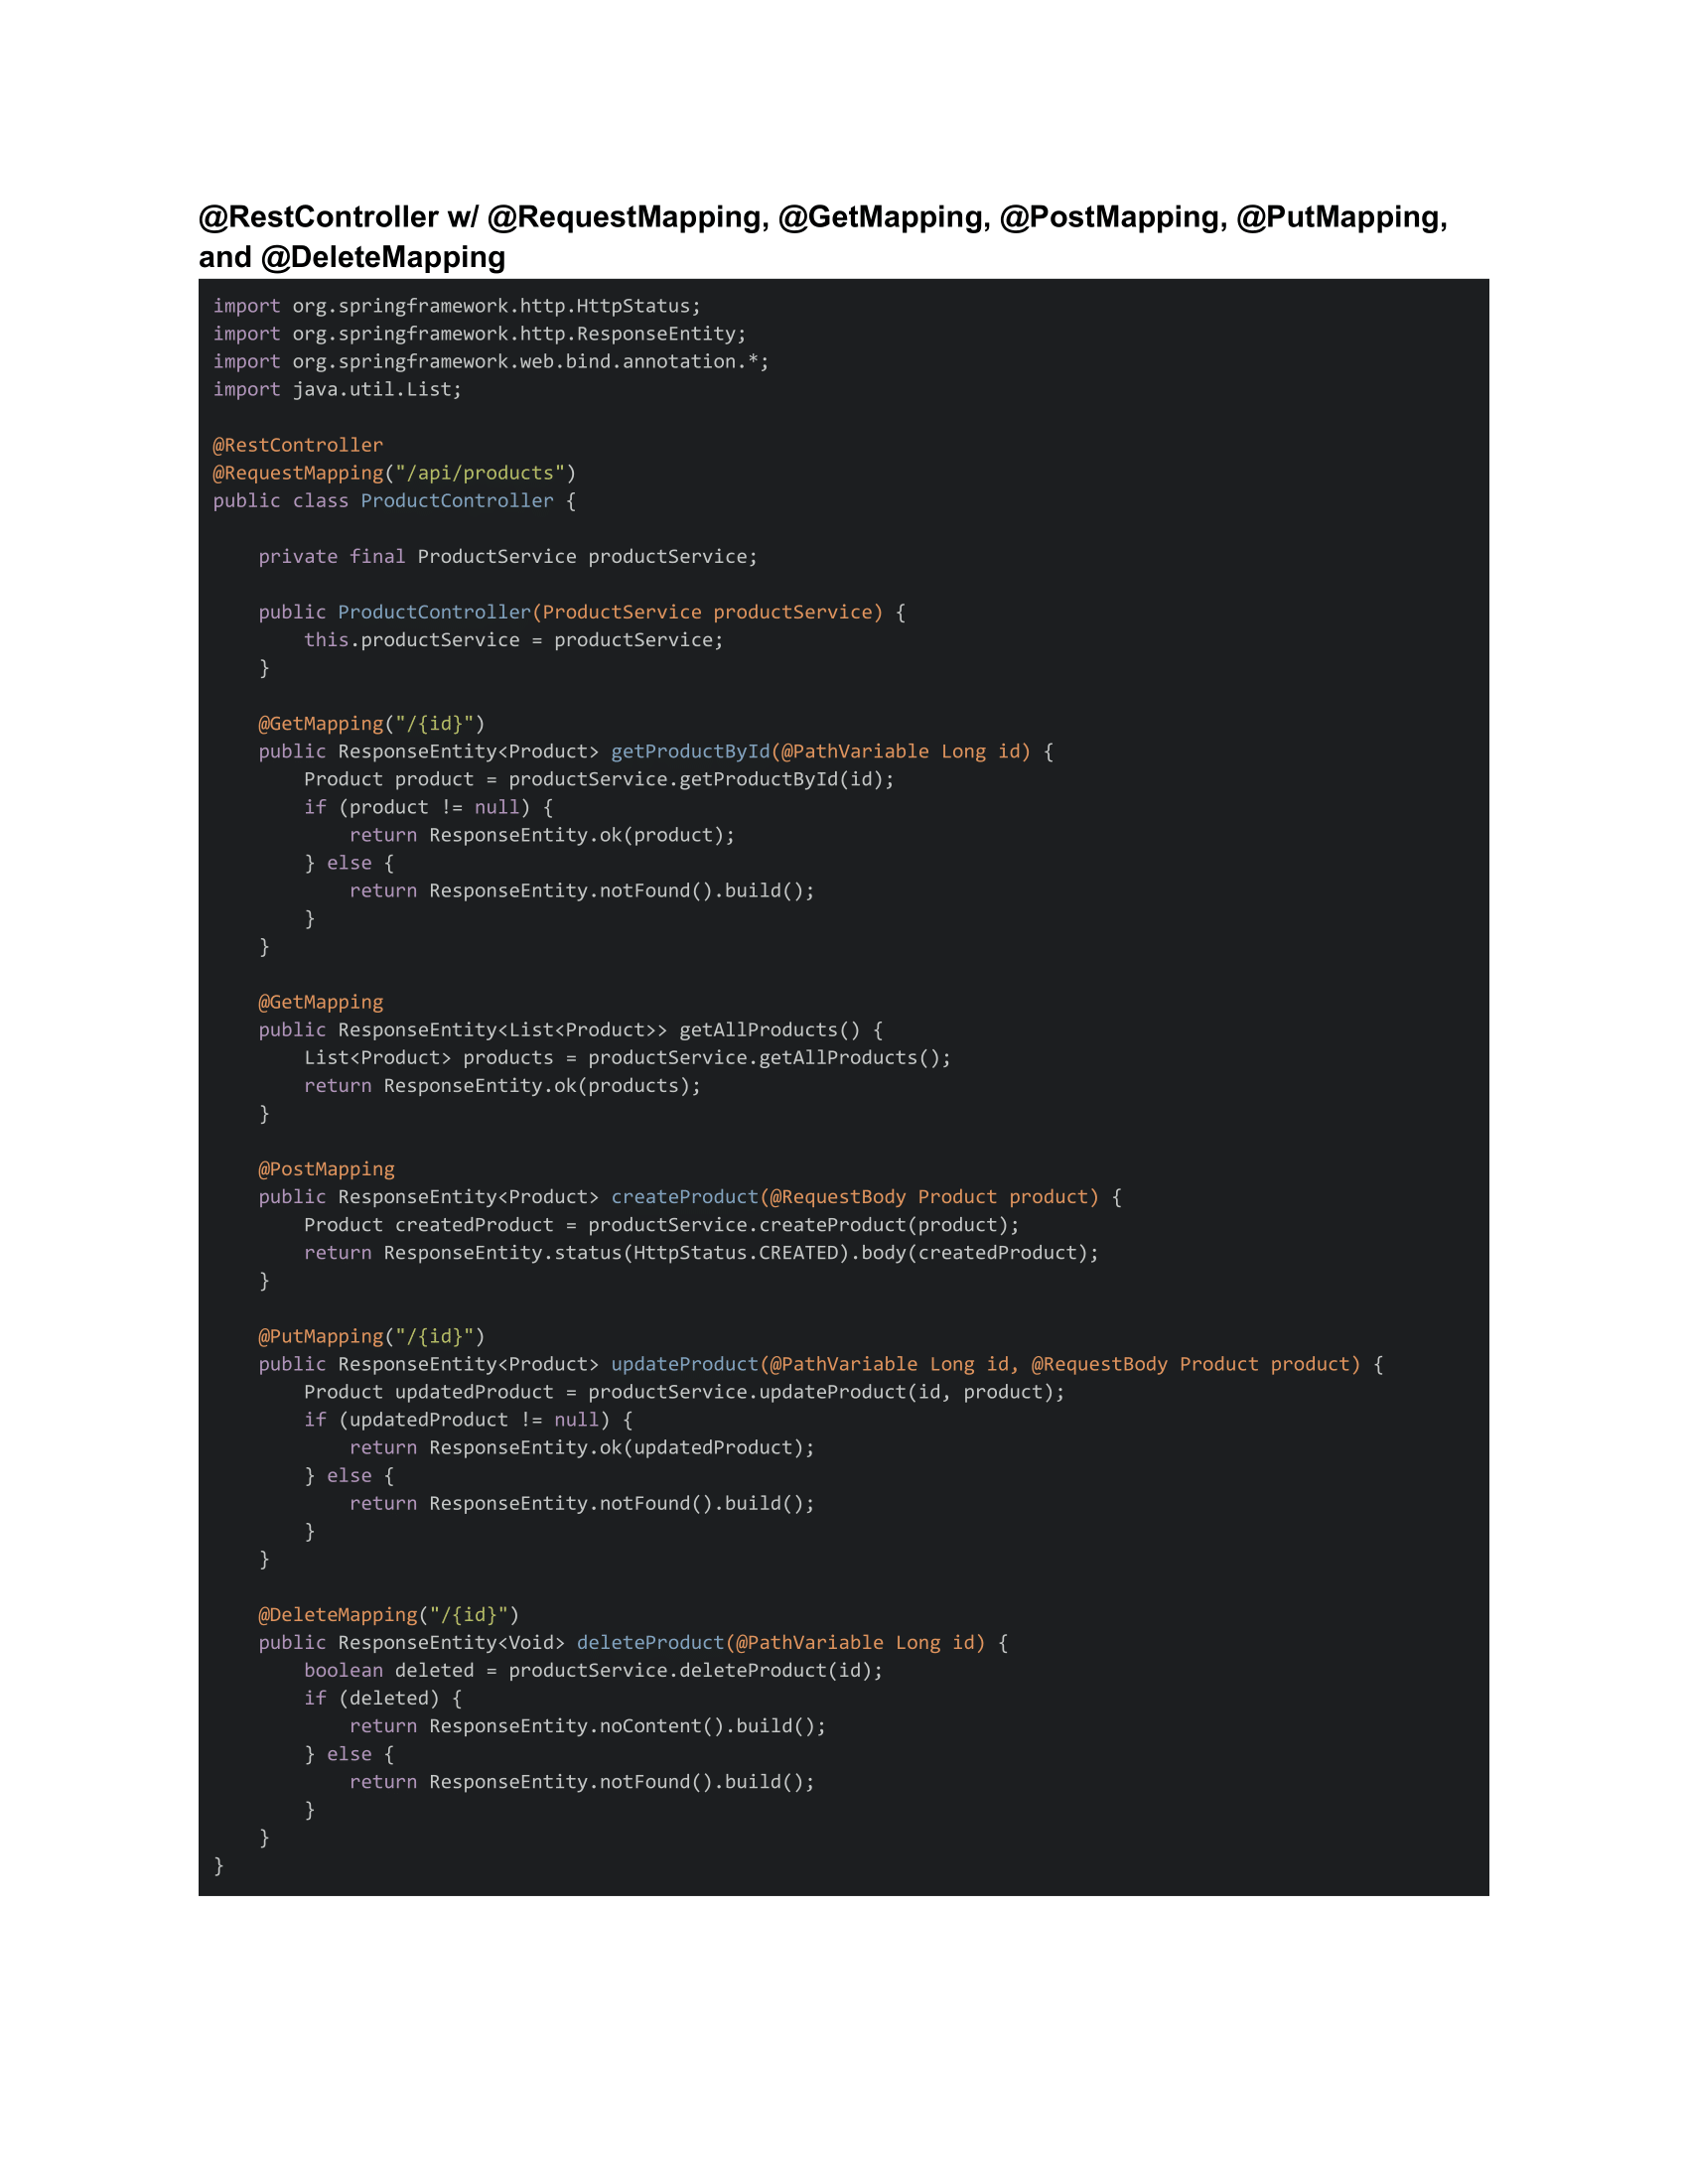 @RestController w/ @RequestMapping, @GetMapping, @PostMapping, @PutMapping,
and @DeleteMapping
import org.springframework.http.HttpStatus;
import org.springframework.http.ResponseEntity;
import org.springframework.web.bind.annotation.*;
import java.util.List;

@RestController
@RequestMapping("/api/products")
public class ProductController {

    private final ProductService productService;

    public ProductController(ProductService productService) {
        this.productService = productService;
    }

    @GetMapping("/{id}")
    public ResponseEntity<Product> getProductById(@PathVariable Long id) {
        Product product = productService.getProductById(id);
        if (product != null) {
            return ResponseEntity.ok(product);
        } else {
            return ResponseEntity.notFound().build();
        }
    }

    @GetMapping
    public ResponseEntity<List<Product>> getAllProducts() {
        List<Product> products = productService.getAllProducts();
        return ResponseEntity.ok(products);
    }

    @PostMapping
    public ResponseEntity<Product> createProduct(@RequestBody Product product) {
        Product createdProduct = productService.createProduct(product);
        return ResponseEntity.status(HttpStatus.CREATED).body(createdProduct);
    }

    @PutMapping("/{id}")
    public ResponseEntity<Product> updateProduct(@PathVariable Long id, @RequestBody Product product) {
        Product updatedProduct = productService.updateProduct(id, product);
        if (updatedProduct != null) {
            return ResponseEntity.ok(updatedProduct);
        } else {
            return ResponseEntity.notFound().build();
        }
    }

    @DeleteMapping("/{id}")
    public ResponseEntity<Void> deleteProduct(@PathVariable Long id) {
        boolean deleted = productService.deleteProduct(id);
        if (deleted) {
            return ResponseEntity.noContent().build();
        } else {
            return ResponseEntity.notFound().build();
        }
    }
}